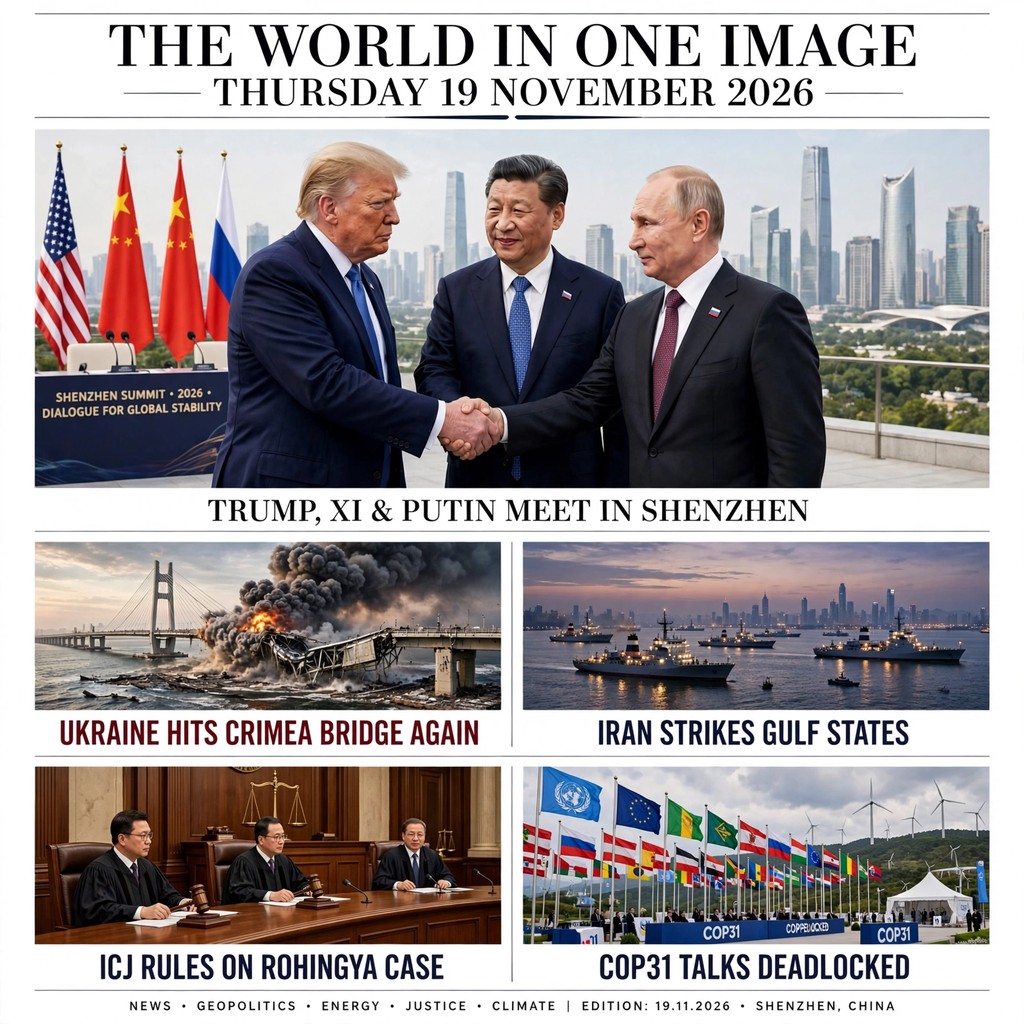 THE WORLD IN ONE IMAGE
THURSDAY 19 NOVEMBER 2026
SHENZHEN SUMMIT • 2026 •
DIALOGUE FOR GLOBAL STABILITY
TRUMP, XI & PUTIN MEET IN SHENZHEN
UKRAINE HITS CRIMEA BRIDGE AGAIN
IRAN STRIKES GULF STATES
COP31
COPPELOCKED
COP31
ICJ RULES ON ROHINGYA CASE
COP31 TALKS DEADLOCKED
NEWS • GEOPOLITICS • ENERGY • JUSTICE • CLIMATE | EDITION: 19.11.2026 • SHENZHEN, CHINA